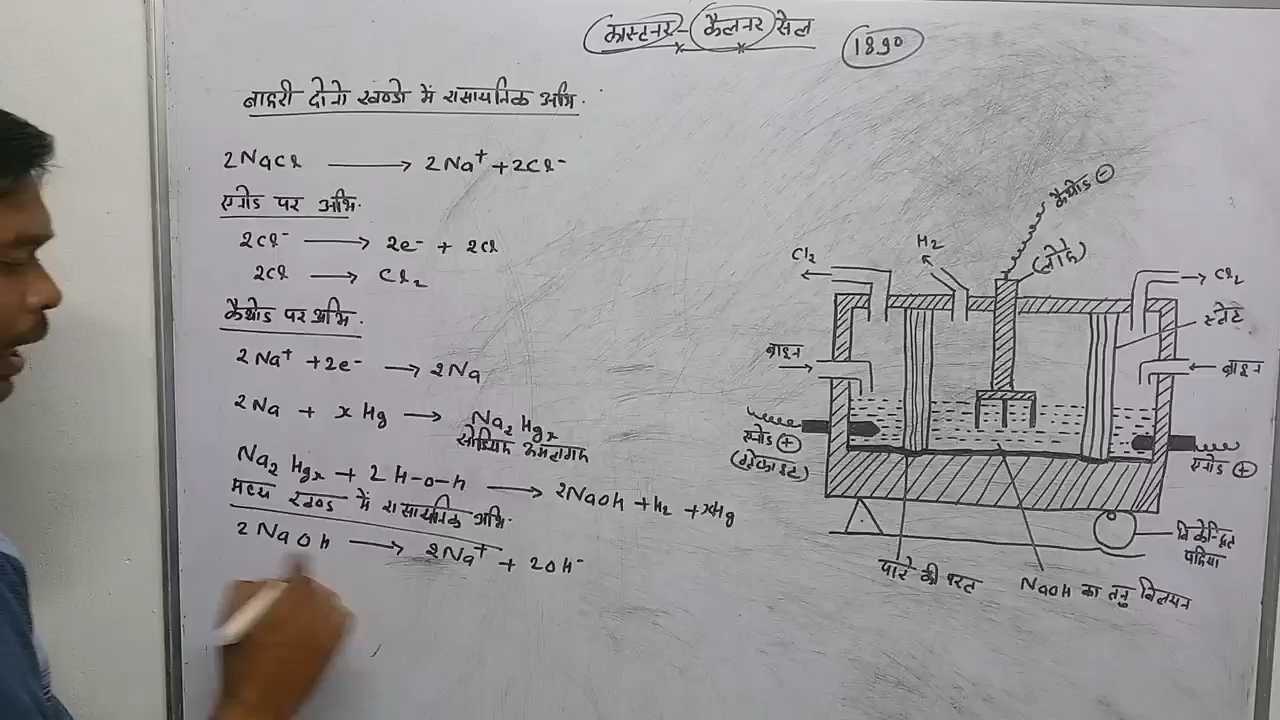 कास्टनर-कैलनर सेल
1890
बाहरी दोनो खण्डो में रासायनिक अभि.
2NaCl ⟶ 2Na⁺ + 2Cl⁻
एनोड पर अभि.
2Cl⁻ ⟶ 2e⁻ + 2Cl
2Cl ⟶ Cl₂
कैथोड पर अभि.
2Na⁺ + 2e⁻ ⟶ 2Na
2Na + xHg ⟶ Na₂Hgₓ
सोडियम अमलगम
Na₂Hgₓ + 2H-O-H ⟶ 2NaOH + H₂ + xHg
मध्य खण्ड में रासायनिक अभि.
2NaOH ⟶ 2Na⁺ + 2OH⁻
कैथोड ⊖
(लोहे)
Cl₂
H₂
Cl₂
स्लेटे
ब्राइन
ब्राइन
एनोड ⊕
(ग्रेफाइट)
एनोड ⊕
विकेन्द्रित
पहिया
पारे की परत
NaOH का तनु विलयन